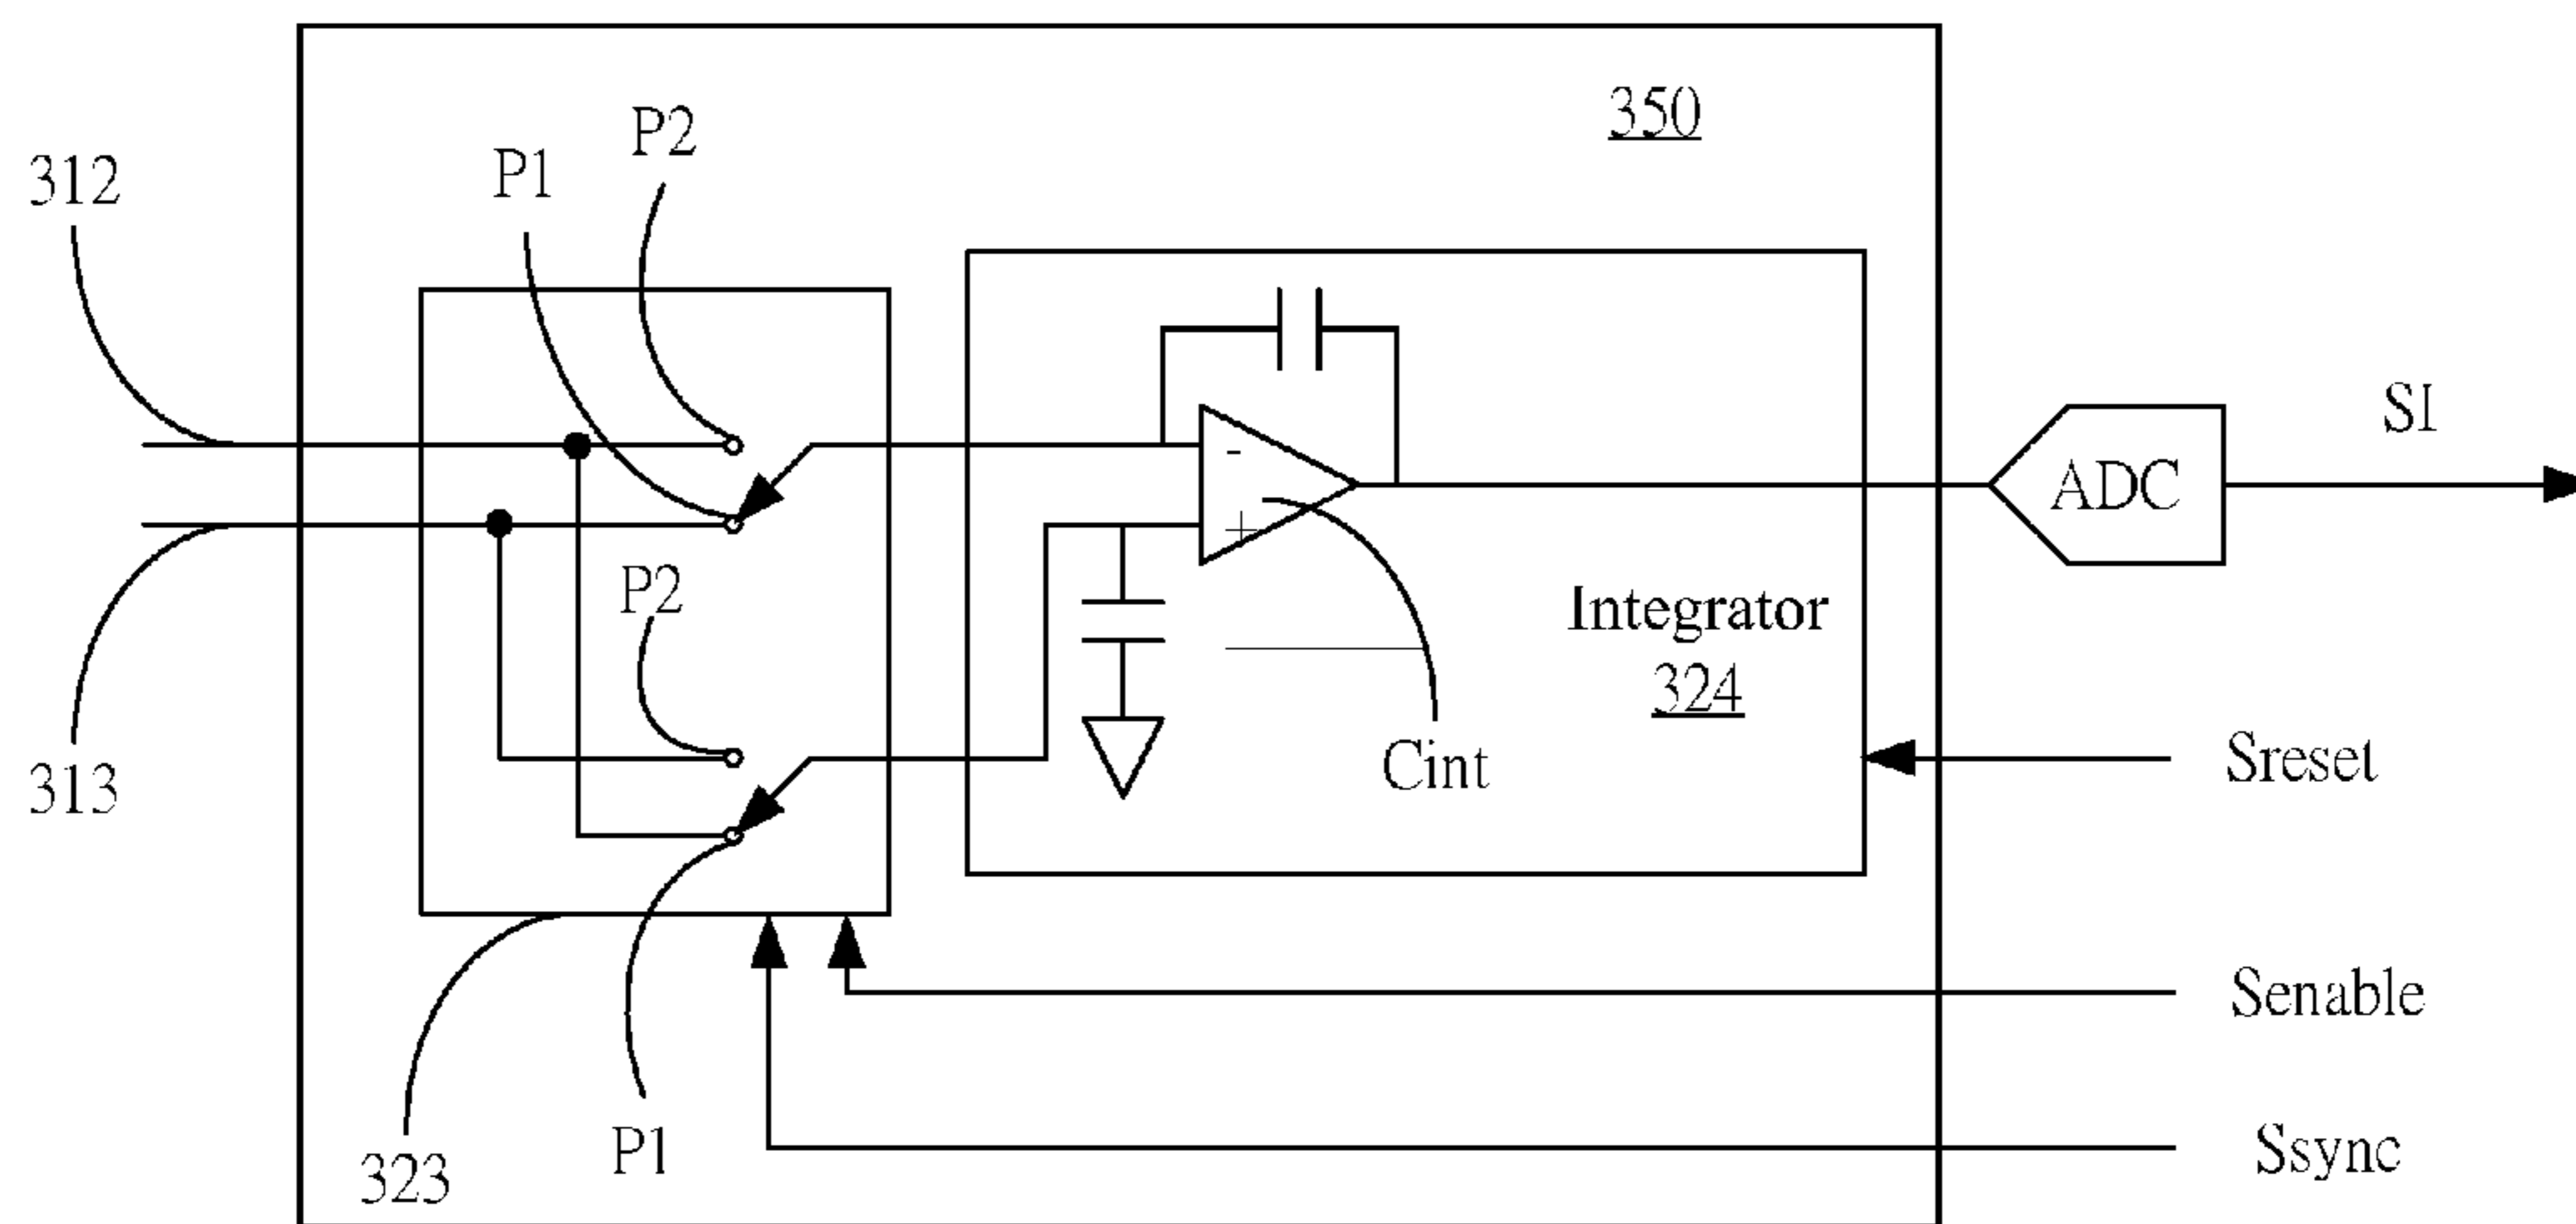 350
P2
P1
312
SI
ADC
-
+
P2
Integrator
324
Cint
Sreset
313
Senable
P1
Ssync
323